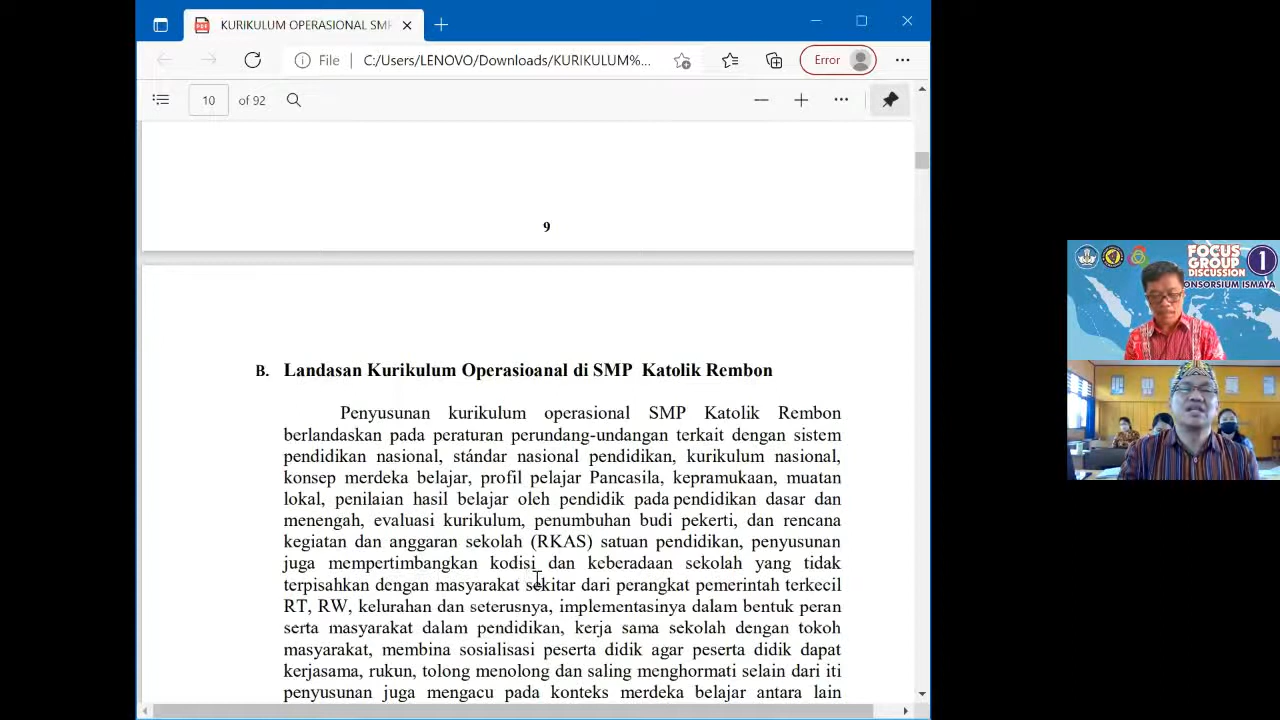 KURIKULUM OPERASIONAL SMP
File
C:/Users/LENOVO/Downloads/KURIKULUM%...
Error
10 of 92
9
B. Landasan Kurikulum Operasioanal di SMP Katolik Rembon
Penyusunan kurikulum operasional SMP Katolik Rembon
berlandaskan pada peraturan perundang-undangan terkait dengan sistem
pendidikan nasional, stándar nasional pendidikan, kurikulum nasional,
konsep merdeka belajar, profil pelajar Pancasila, kepramukaan, muatan
lokal, penilaian hasil belajar oleh pendidik pada pendidikan dasar dan
menengah, evaluasi kurikulum, penumbuhan budi pekerti, dan rencana
kegiatan dan anggaran sekolah (RKAS) satuan pendidikan, penyusunan
juga mempertimbangkan kodisi dan keberadaan sekolah yang tidak
terpisahkan dengan masyarakat sekitar dari perangkat pemerintah terkecil
RT, RW, kelurahan dan seterusnya, implementasinya dalam bentuk peran
serta masyarakat dalam pendidikan, kerja sama sekolah dengan tokoh
masyarakat, membina sosialisasi peserta didik agar peserta didik dapat
kerjasama, rukun, tolong menolong dan saling menghormati selain dari iti
penyusunan juga mengacu pada konteks merdeka belajar antara lain
FOCUS
GROUP
DISCUSSION
1
ONSORSIUM ISMAYA